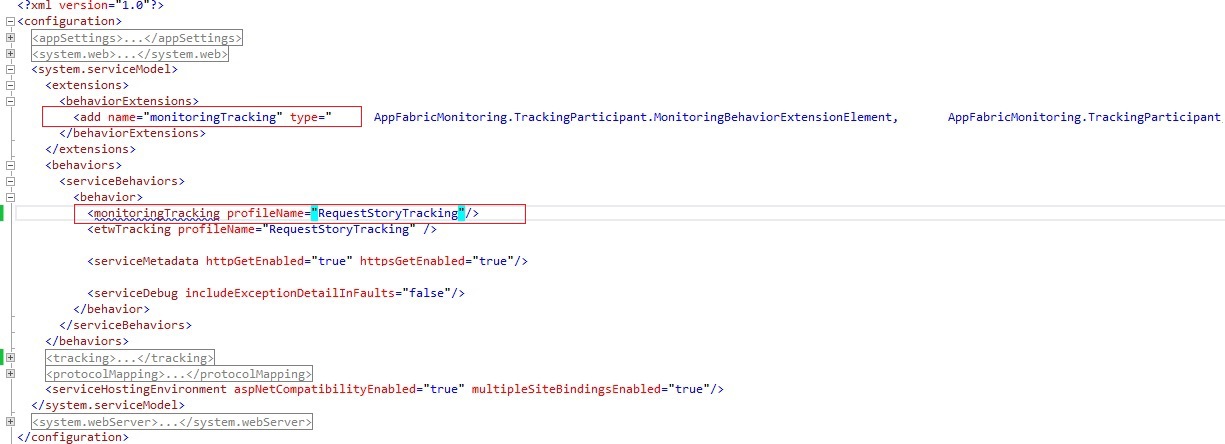 <?xml version="1.0"?>
<configuration>
<appSettings>...</appSettings>
<system.web>...</system.web>
<system.serviceModel>
<extensions>
<behaviorExtensions>
<add name="monitoringTracking" type=" AppFabricMonitoring.TrackingParticipant.MonitoringBehaviorExtensionElement, AppFabricMonitoring.TrackingParticipant
</behaviorExtensions>
</extensions>
<behaviors>
<serviceBehaviors>
<behavior>
<monitoringTracking profileName="RequestStoryTracking"/>
<etwTracking profileName="RequestStoryTracking" />
<serviceMetadata httpGetEnabled="true" httpsGetEnabled="true"/>
<serviceDebug includeExceptionDetailInFaults="false"/>
</behavior>
</serviceBehaviors>
</behaviors>
<tracking>...</tracking>
<protocolMapping>...</protocolMapping>
<serviceHostingEnvironment aspNetCompatibilityEnabled="true" multipleSiteBindingsEnabled="true"/>
</system.serviceModel>
<system.webServer>...</system.webServer>
</configuration>